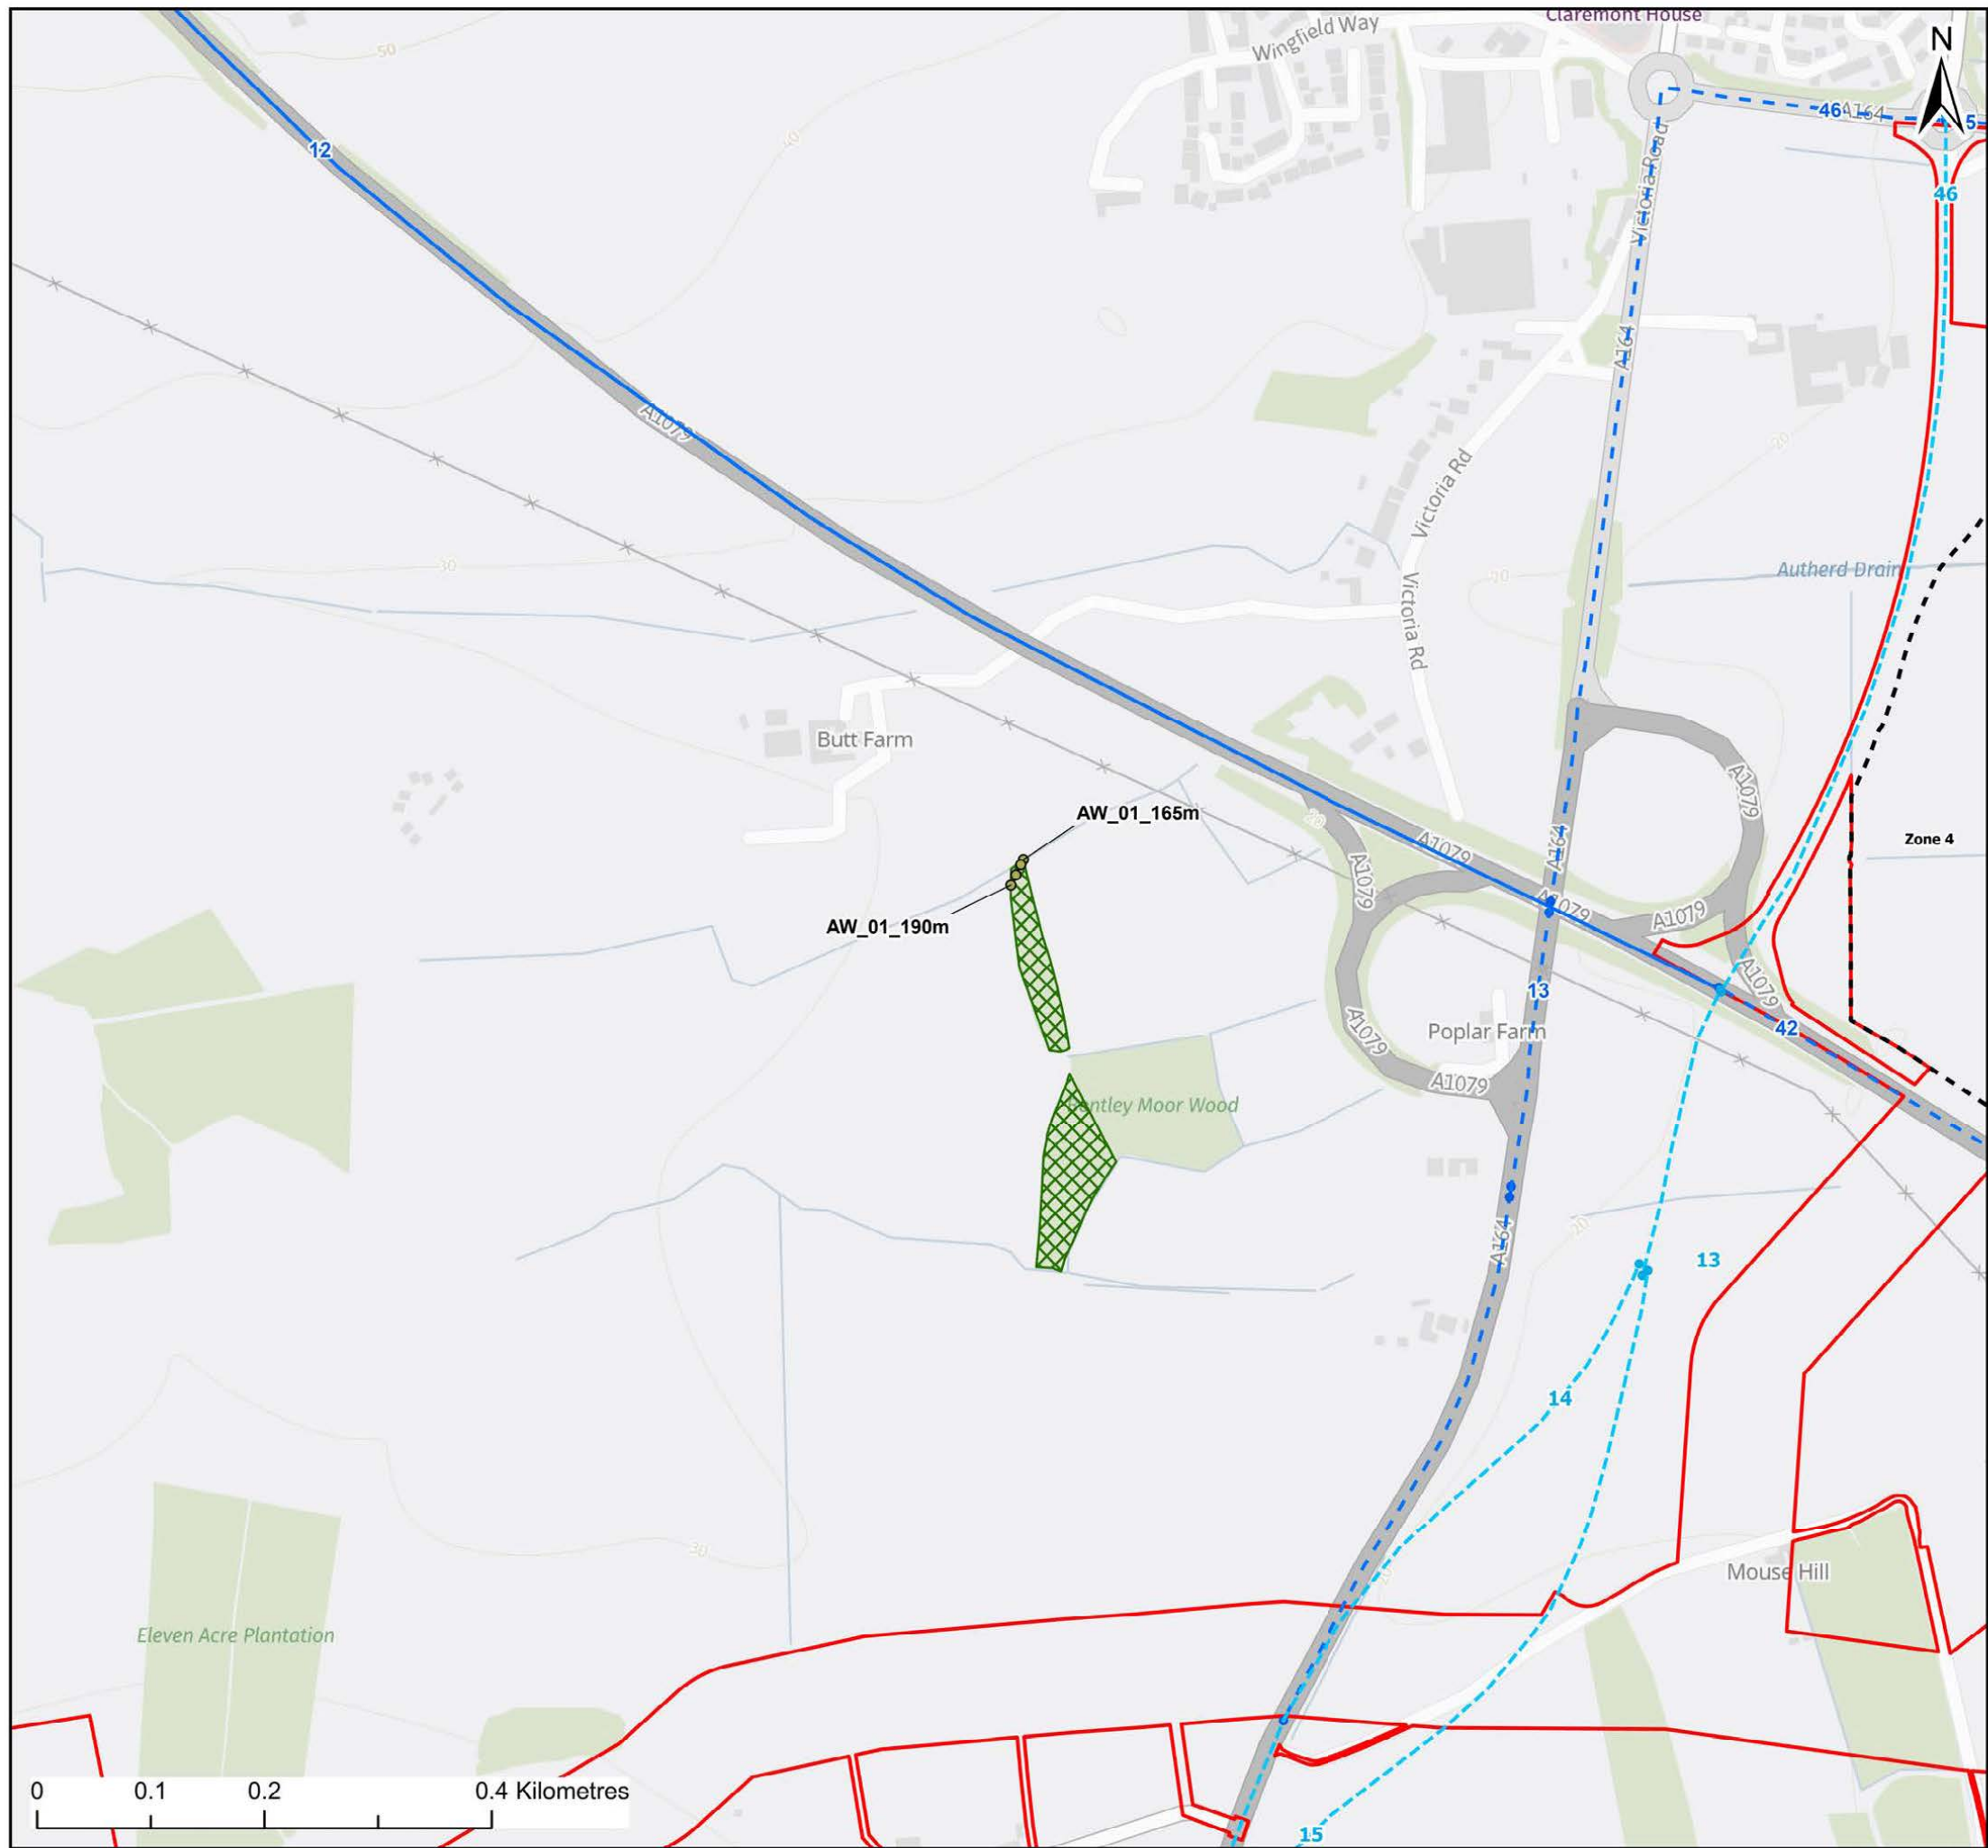 Claremont House
Wingfield Way
N
50
46
A164
5
40
12
Victoria Road
46
A164
A1079
20
Victoria Rd
30
20
Autherd Drain
Victoria Rd
Butt Farm
A1079
AW_01_165m
20
A1079
A164
Zone 4
A1079
A1079
A1079
AW_01_190m
A1079
13
42
Poplar Farm
A1079
A1079
Bentley Moor Wood
20
A164
13
14
30
Mouse Hill
Eleven Acre Plantation
0
0.1
0.2
0.4 Kilometres
15